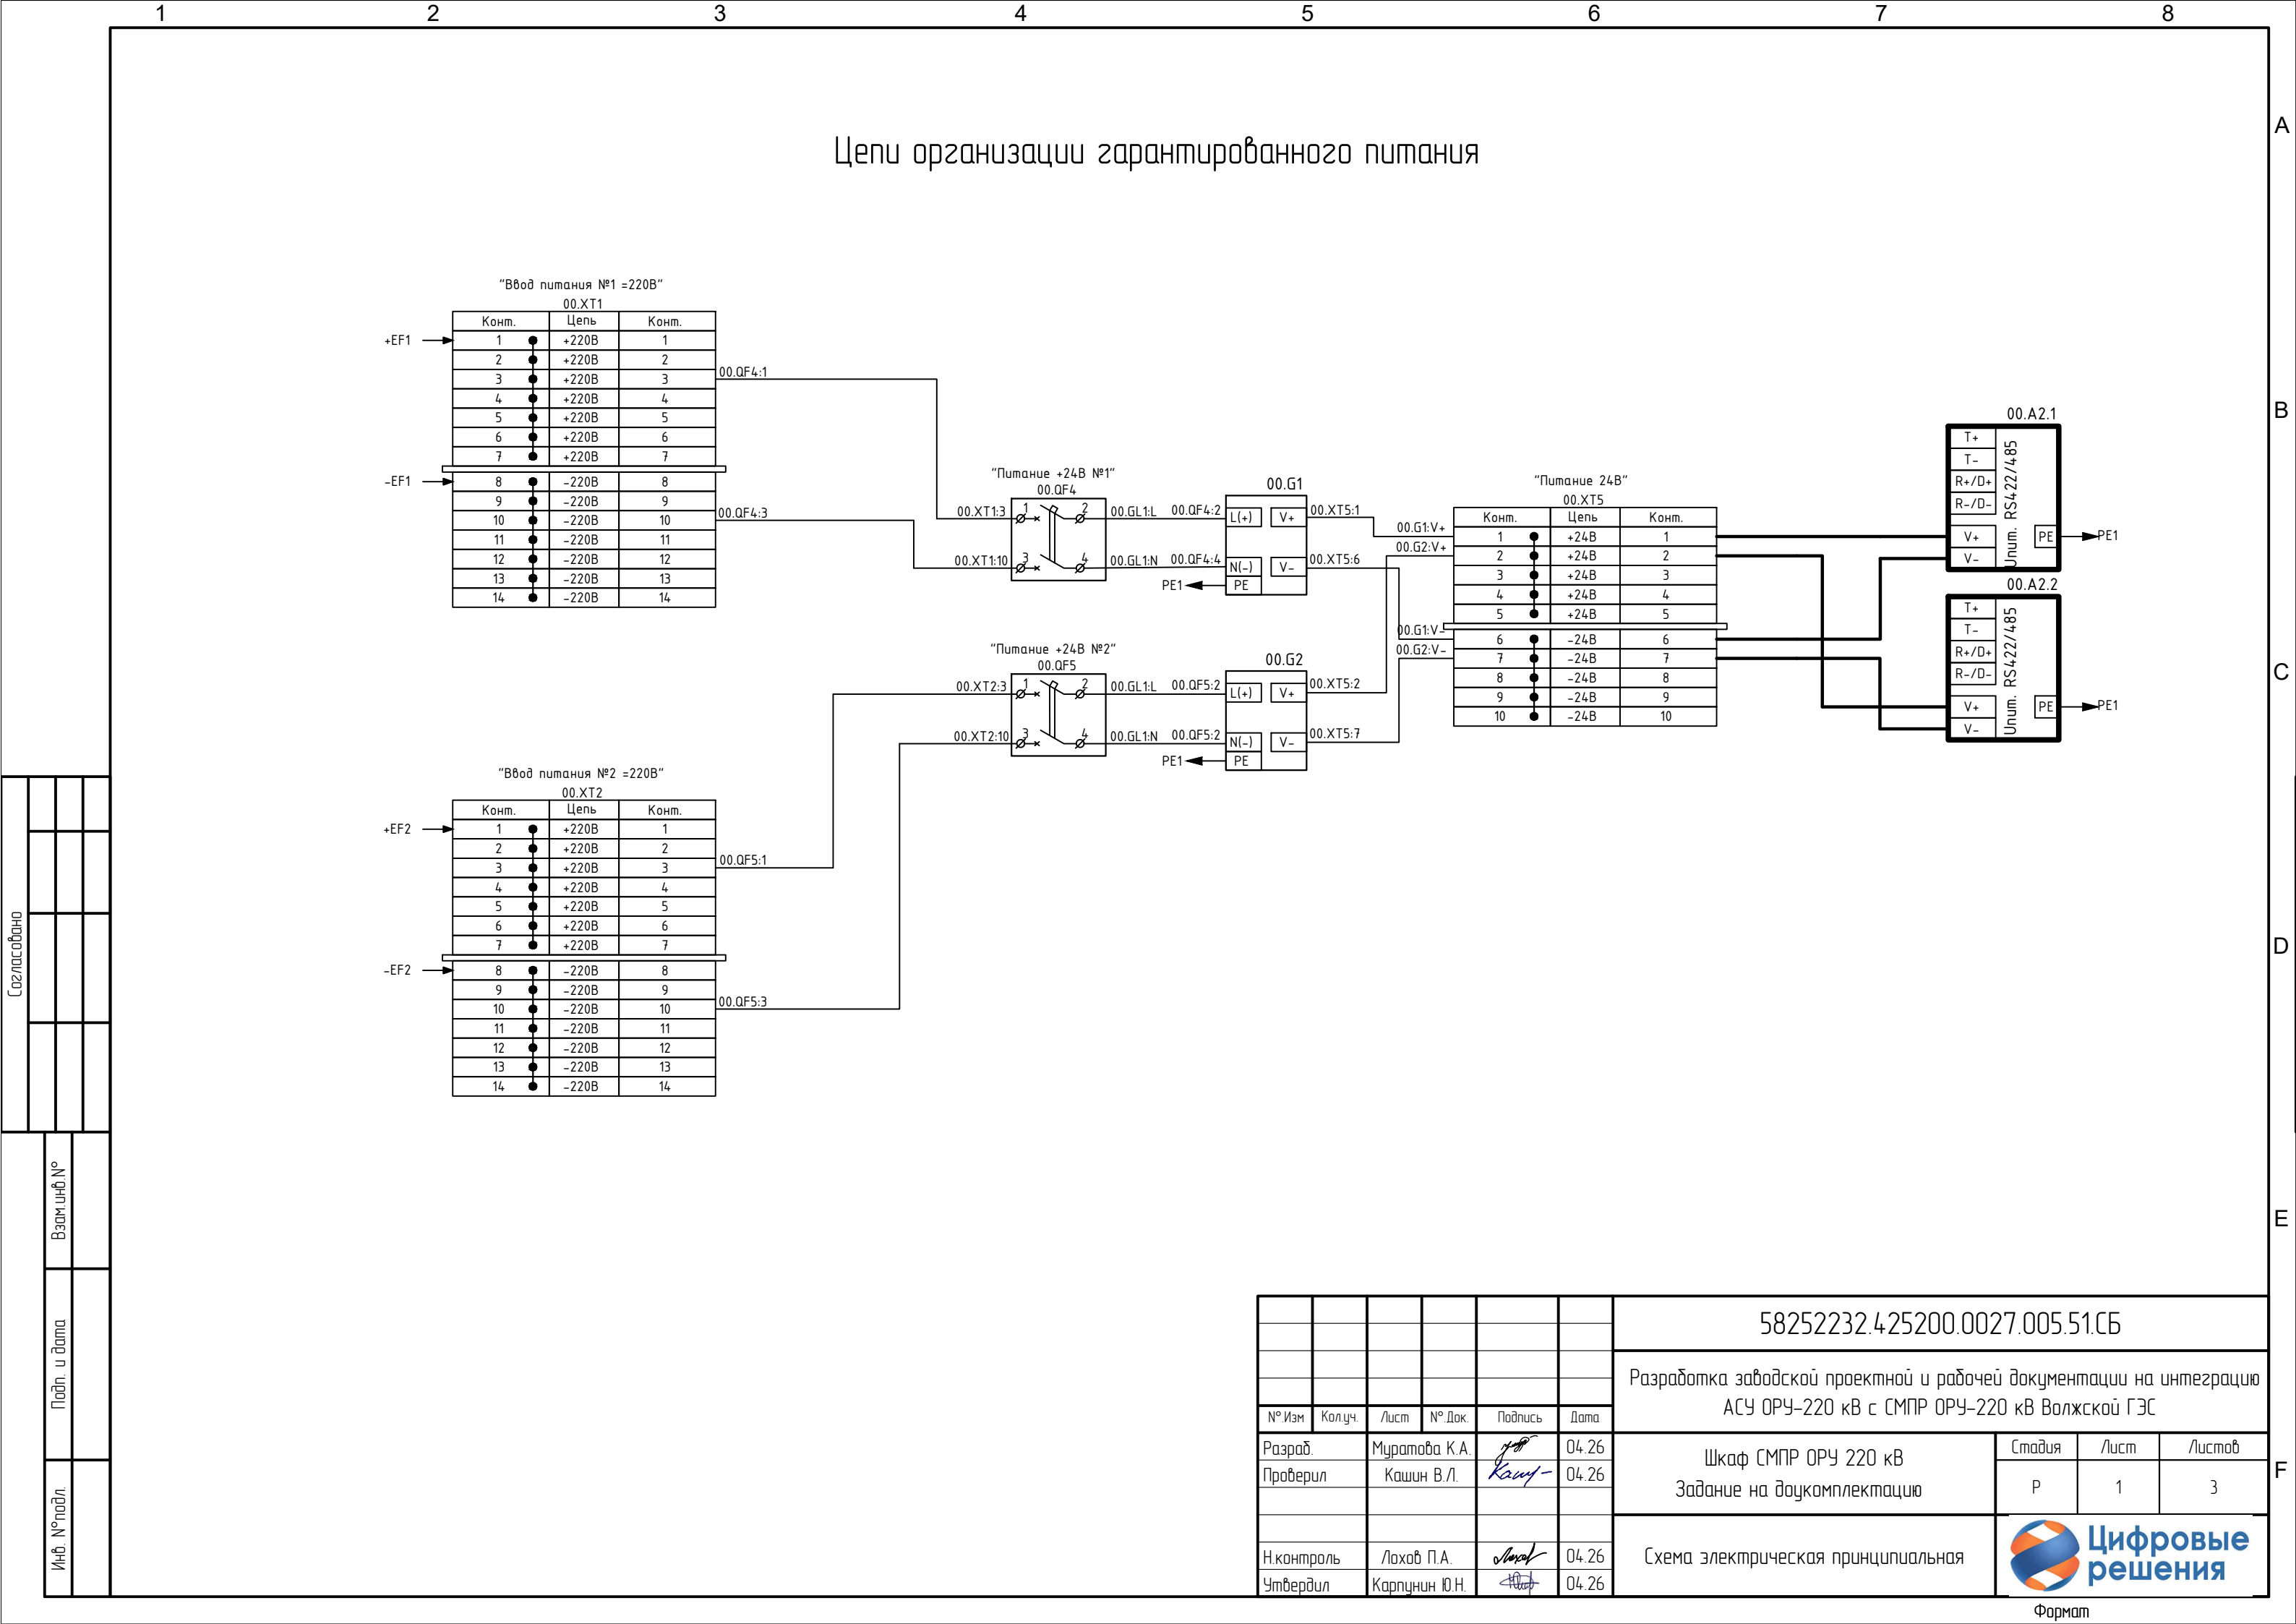 1 2 3 4 5 6 7 8
A
B
C
D
E
F
Цепи организации гарантированного питания
"Ввод питания №1 =220В"
00.XT1
Конт. Цепь Конт.
+EF1 1 +220В 1
2 +220В 2
3 +220В 3 00.QF4:1
4 +220В 4
5 +220В 5
6 +220В 6
7 +220В 7
-EF1 8 -220В 8
9 -220В 9
10 -220В 10 00.QF4:3
11 -220В 11
12 -220В 12
13 -220В 13
14 -220В 14
"Питание +24В №1"
00.QF4
00.XT1:3 1 2 00.GL1:L 00.QF4:2
00.XT1:10 3 4 00.GL1:N 00.QF4:4
00.G1
L(+) V+ 00.XT5:1
N(-) V- 00.XT5:6
PE1 PE
"Питание +24В №2"
00.QF5
00.XT2:3 1 2 00.GL1:L 00.QF5:2
00.XT2:10 3 4 00.GL1:N 00.QF5:2
00.G2
L(+) V+ 00.XT5:2
N(-) V- 00.XT5:7
PE1 PE
"Питание 24В"
00.XT5
Конт. Цепь Конт.
00.G1:V+ 1 +24В 1
00.G2:V+ 2 +24В 2
3 +24В 3
4 +24В 4
5 +24В 5
00.G1:V- 6 -24В 6
00.G2:V- 7 -24В 7
8 -24В 8
9 -24В 9
10 -24В 10
00.A2.1
T+
T-
R+/D+
R-/D-
V+
V-
Uпит. RS422/485
PE PE1
00.A2.2
T+
T-
R+/D+
R-/D-
V+
V-
Uпит. RS422/485
PE PE1
"Ввод питания №2 =220В"
00.XT2
Конт. Цепь Конт.
+EF2 1 +220В 1
2 +220В 2
3 +220В 3 00.QF5:1
4 +220В 4
5 +220В 5
6 +220В 6
7 +220В 7
-EF2 8 -220В 8
9 -220В 9
10 -220В 10 00.QF5:3
11 -220В 11
12 -220В 12
13 -220В 13
14 -220В 14
Согласовано
Взам.инв.N°
Подп. и дата
Инв. N°подл.
58252232.425200.0027.005.51.СБ
Разработка заводской проектной и рабочей документации на интеграцию
АСУ ОРУ-220 кВ с СМПР ОРУ-220 кВ Волжской ГЭС
N°.Изм Кол.уч. Лист N°.Док. Подпись Дата
Разраб. Муратова К.А. 04.26
Проверил Кашин В.Л. 04.26
Н.контроль Лохов П.А. 04.26
Утвердил Карпунин Ю.Н. 04.26
Шкаф СМПР ОРУ 220 кВ
Задание на доукомплектацию
Стадия Лист Листов
Р 1 3
Схема электрическая принципиальная
Цифровые
решения
Формат